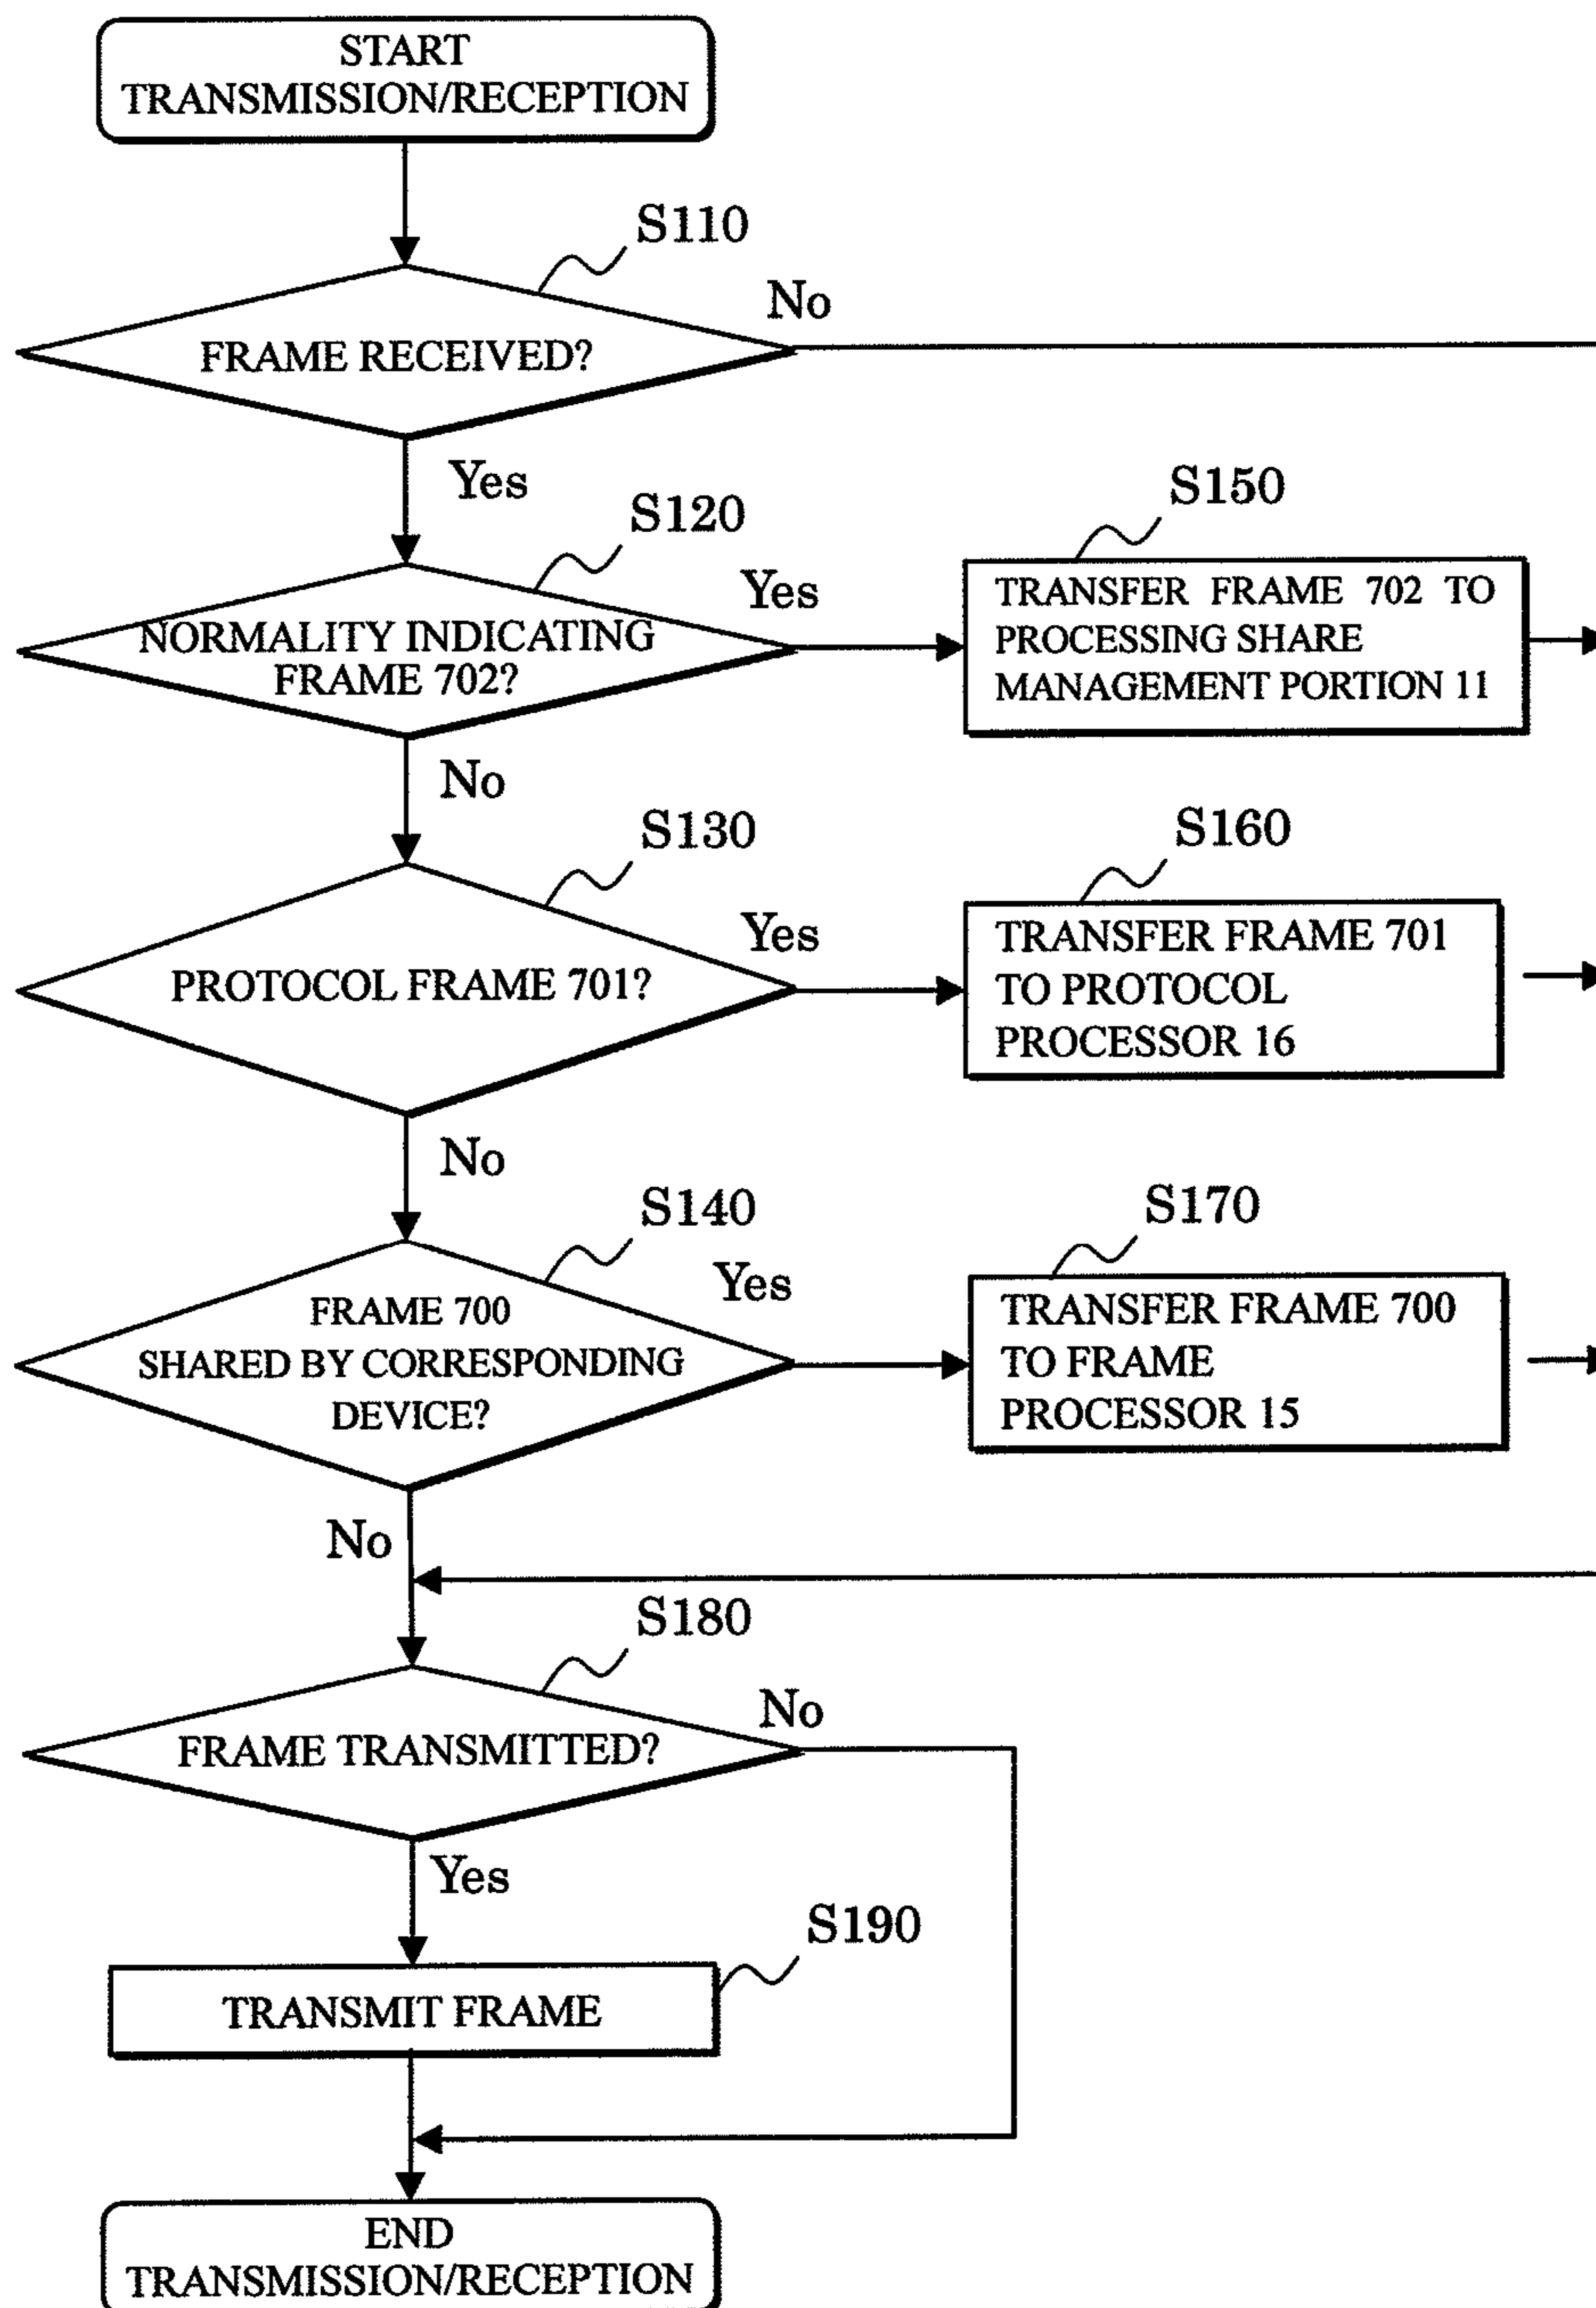 START
TRANSMISSION/RECEPTION
S110
No
FRAME RECEIVED?
Yes
S120
Yes
NORMALITY INDICATING
FRAME 702?
S150
TRANSFER FRAME 702 TO
PROCESSING SHARE
MANAGEMENT PORTION 11
No
S130
Yes
PROTOCOL FRAME 701?
S160
TRANSFER FRAME 701
TO PROTOCOL
PROCESSOR 16
No
S140
Yes
FRAME 700
SHARED BY CORRESPONDING
DEVICE?
S170
TRANSFER FRAME 700
TO FRAME
PROCESSOR 15
No
S180
No
FRAME TRANSMITTED?
Yes
S190
TRANSMIT FRAME
END
TRANSMISSION/RECEPTION